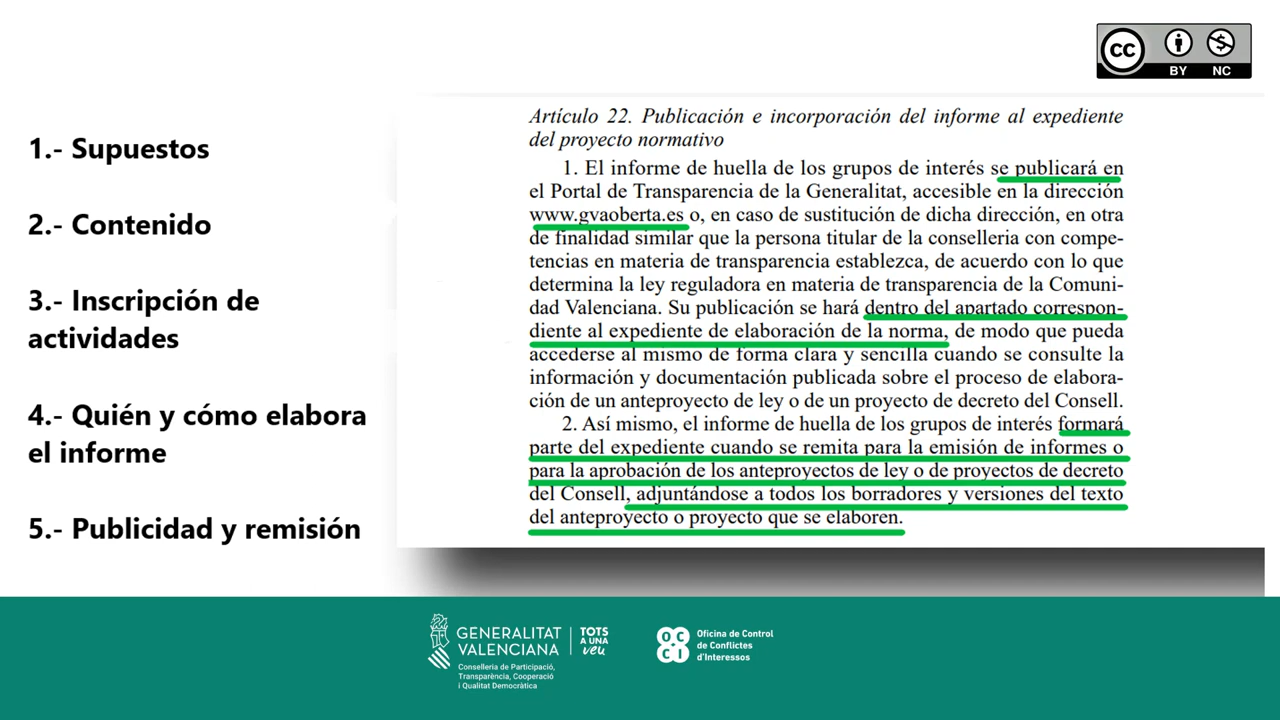 CC
BY NC
1.- Supuestos
2.- Contenido
3.- Inscripción de
actividades
4.- Quién y cómo elabora
el informe
5.- Publicidad y remisión
Artículo 22. Publicación e incorporación del informe al expediente
del proyecto normativo
1. El informe de huella de los grupos de interés se publicará en
el Portal de Transparencia de la Generalitat, accesible en la dirección
www.gvaoberta.es o, en caso de sustitución de dicha dirección, en otra
de finalidad similar que la persona titular de la conselleria con compe-
tencias en materia de transparencia establezca, de acuerdo con lo que
determina la ley reguladora en materia de transparencia de la Comuni-
dad Valenciana. Su publicación se hará dentro del apartado correspon-
diente al expediente de elaboración de la norma, de modo que pueda
accederse al mismo de forma clara y sencilla cuando se consulte la
información y documentación publicada sobre el proceso de elabora-
ción de un anteproyecto de ley o de un proyecto de decreto del Consell.
2. Así mismo, el informe de huella de los grupos de interés formará
parte del expediente cuando se remita para la emisión de informes o
para la aprobación de los anteproyectos de ley o de proyectos de decreto
del Consell, adjuntándose a todos los borradores y versiones del texto
del anteproyecto o proyecto que se elaboren.
GENERALITAT
VALENCIANA
Conselleria de Participació,
Transparència, Cooperació
i Qualitat Democràtica
TOTS
A UNA
veu
OC
CI
Oficina de Control
de Conflictes
d'Interessos